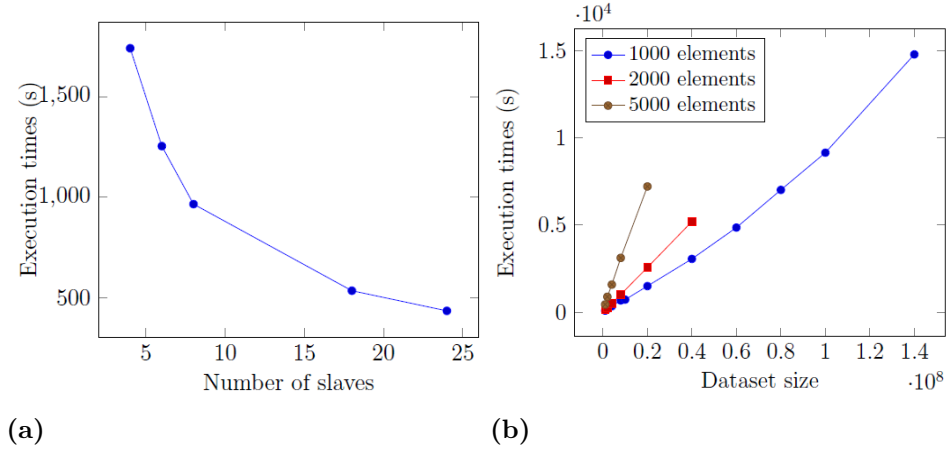 Execution times (s)
1,500
1,000
500
5
10
15
20
25
Number of slaves
(a)
·10^4
1000 elements
2000 elements
5000 elements
Execution times (s)
1.5
1
0.5
0
0
0.2
0.4
0.6
0.8
1
1.2
1.4
Dataset size
·10^8
(b)